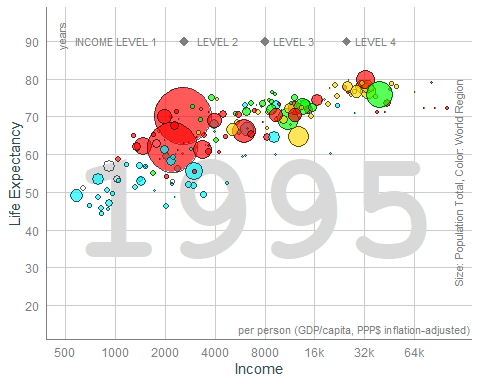 years
INCOME LEVEL 1 LEVEL 2 LEVEL 3 LEVEL 4
90
80
70
60
50
40
30
20
Life Expectancy
1995
Size: Population Total, Color: World Region
per person (GDP/capita, PPP$ inflation-adjusted)
500 1000 2000 4000 8000 16k 32k 64k
Income